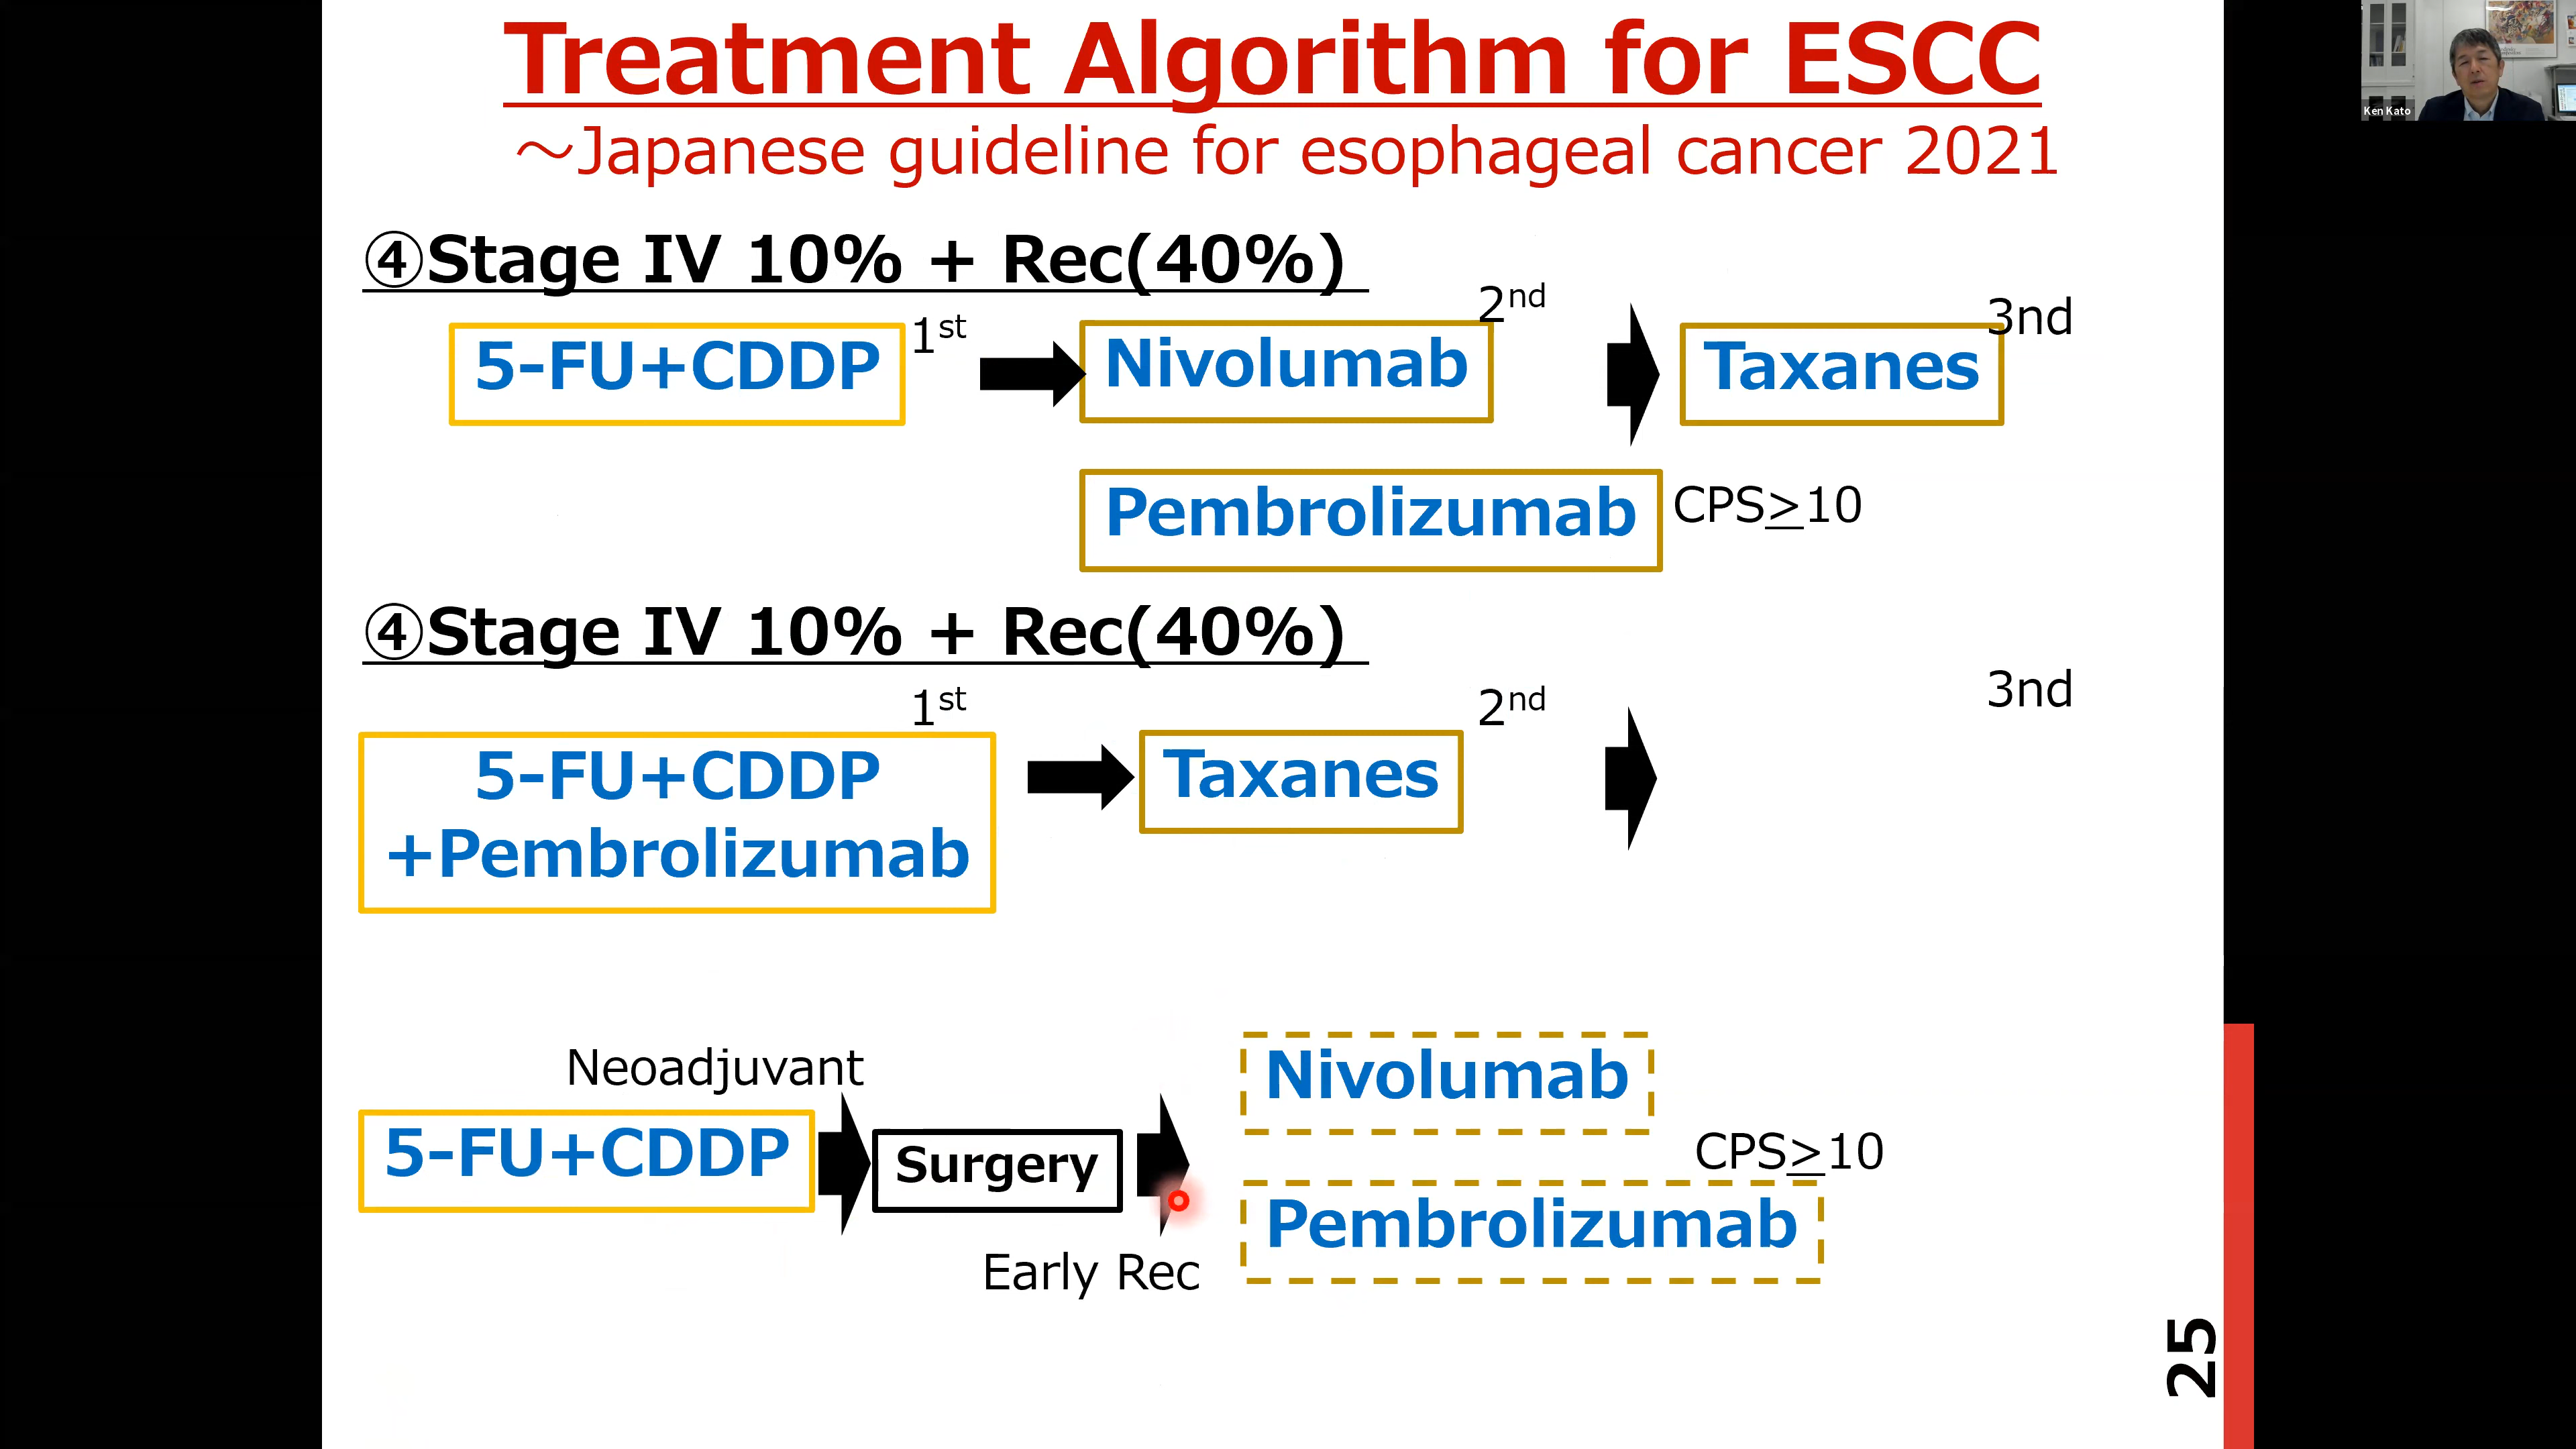 Treatment Algorithm for ESCC
～Japanese guideline for esophageal cancer 2021
Ken Kato
④Stage IV 10% + Rec(40%)
5-FU+CDDP
1st
Nivolumab
2nd
Taxanes
3nd
Pembrolizumab
CPS≥10
④Stage IV 10% + Rec(40%)
1st
2nd
3nd
5-FU+CDDP
+Pembrolizumab
Taxanes
Neoadjuvant
5-FU+CDDP
Surgery
Early Rec
Nivolumab
CPS≥10
Pembrolizumab
25